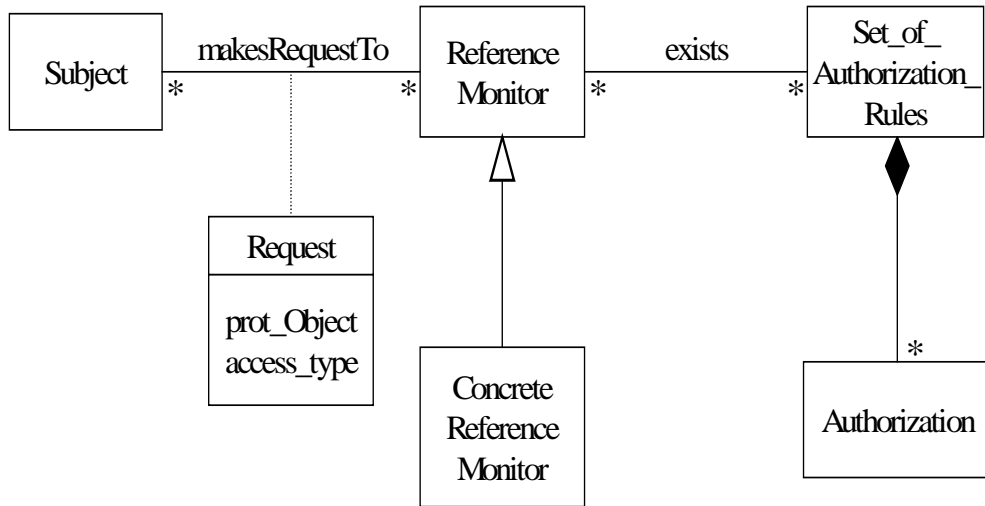 Subject
makesRequestTo
*
*
Reference
Monitor
exists
*
*
Set_of_
Authorization_
Rules
Request
prot_Object
access_type
Concrete
Reference
Monitor
*
Authorization